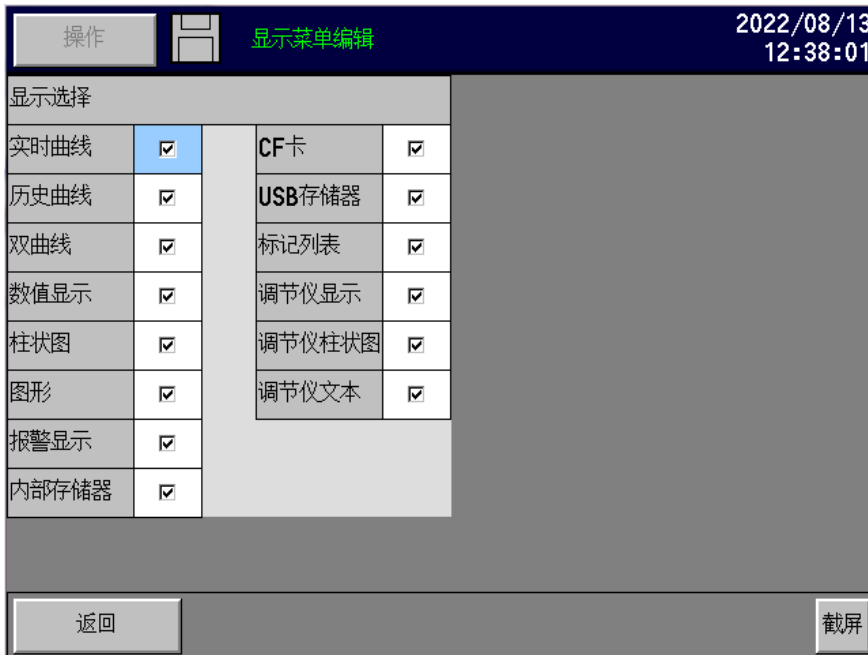 操作
显示菜单编辑
2022/08/13
12:38:01
显示选择
实时曲线
CF卡
历史曲线
USB存储器
双曲线
标记列表
数值显示
调节仪显示
柱状图
调节仪柱状图
图形
调节仪文本
报警显示
内部存储器
返回
截屏